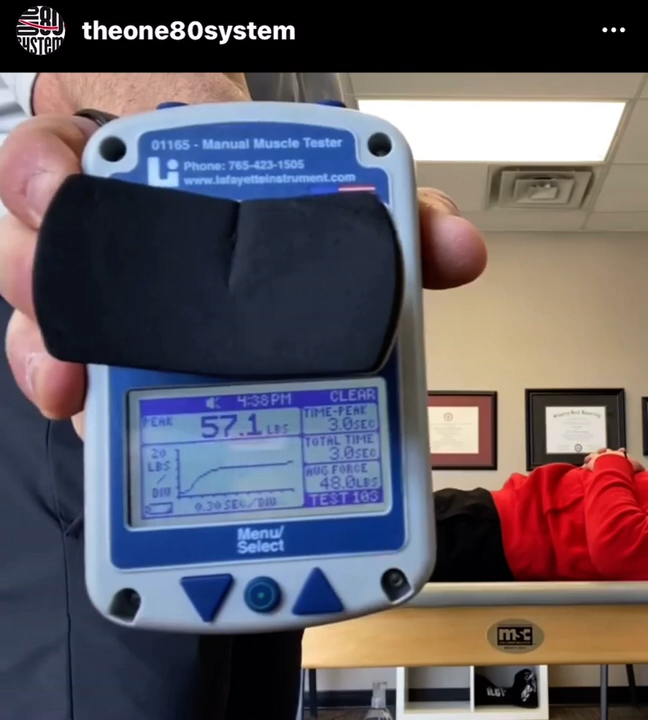 theone80system
01165 - Manual Muscle Tester
Phone: 765-423-1505
www.lafayetteinstrument.com
4:38PM CLEAR
PEAK 57.1 LBS
TIME-PEAK
3.0SEC
TOTAL TIME
3.0SEC
AVG FORCE
48.0LBS
TEST 103
20
LBS
/
DIV
0.30 SEC/DIV
Menu/
Select
msc